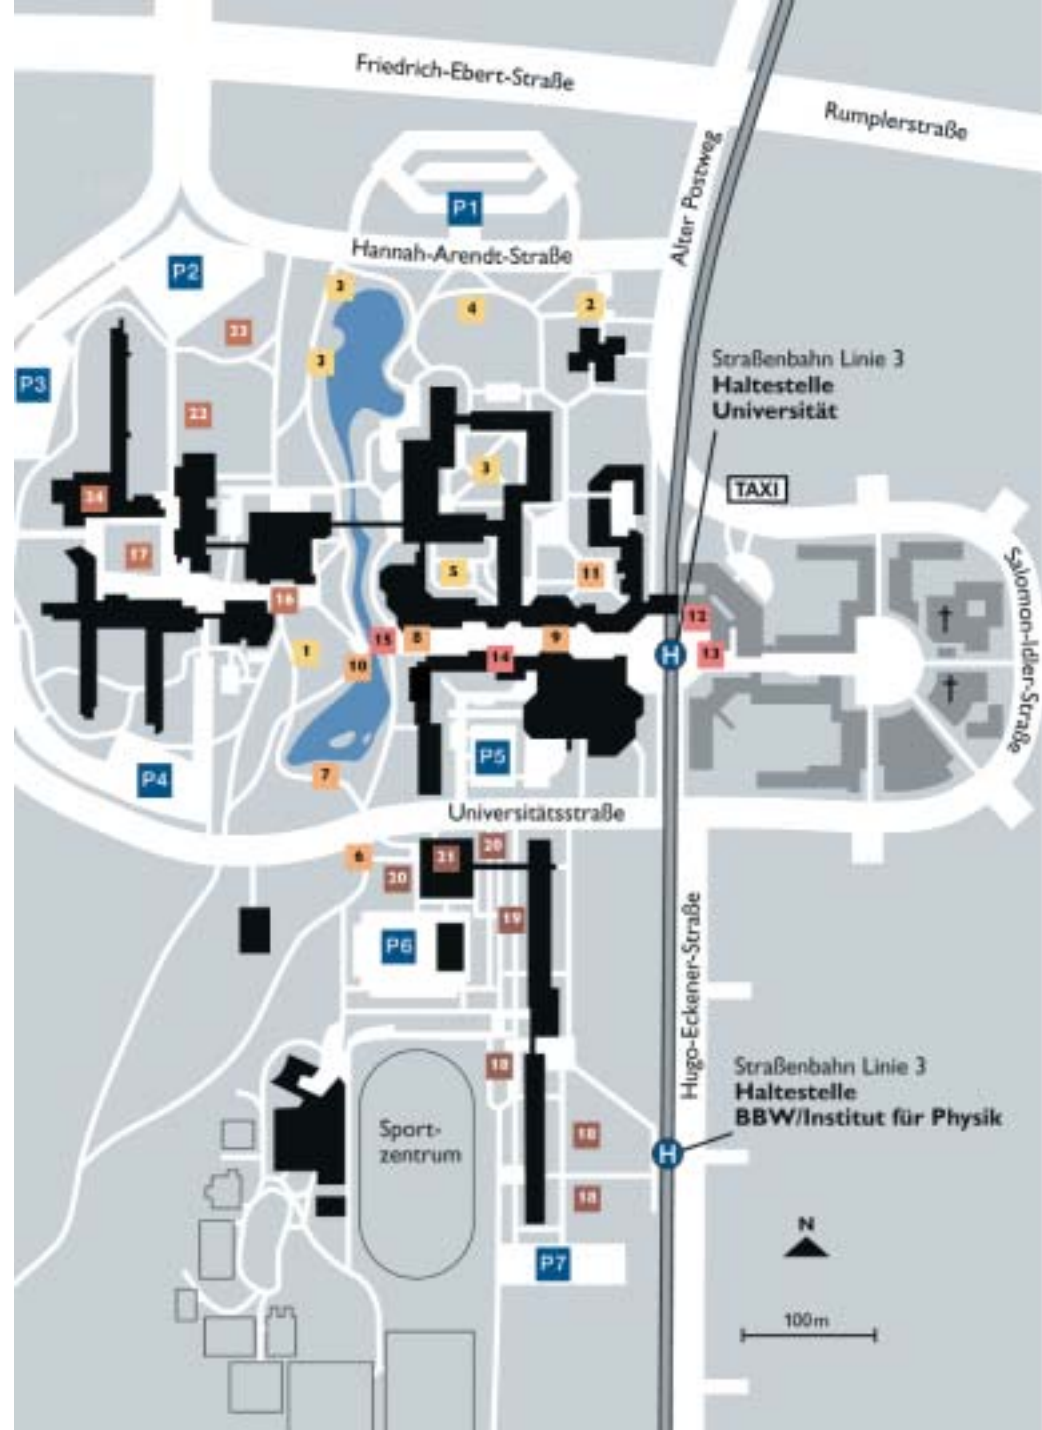 Friedrich-Ebert-Straße
Rumplerstraße
Alter Postweg
P1
Hannah-Arendt-Straße
P2
3
4
2
23
3
P3
Straßenbahn Linie 3
Haltestelle
Universität
22
3
TAXI
24
17
5
11
16
12
15
8
9
1
10
14
H
13
Salomon-Idler-Straße
P4
7
P5
Universitätsstraße
6
21
20
20
19
P6
Hugo-Eckener-Straße
18
Straßenbahn Linie 3
Haltestelle
BBW/Institut für Physik
Sport-
zentrum
18
H
18
N
P7
100m